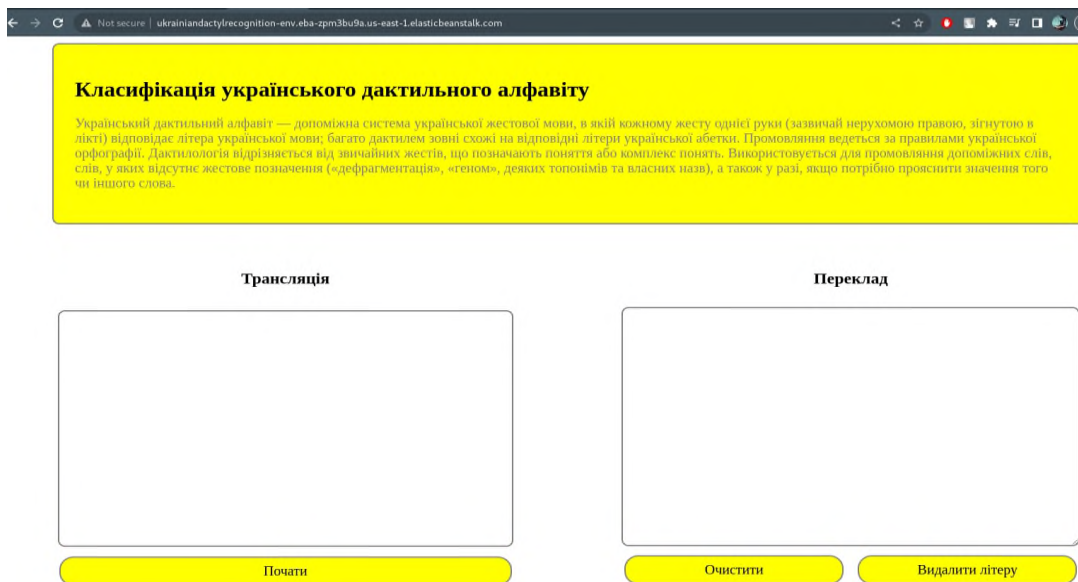 Not secure | ukrainiandactylrecognition-env.eba-zpm3bu9a.us-east-1.elasticbeanstalk.com
Класифікація українського дактильного алфавіту
Український дактильний алфавіт — допоміжна система української жестової мови, в якій кожному жесту однієї руки (зазвичай нерухомою правою, зігнутою в
лікті) відповідає літера української мови; багато дактилем зовні схожі на відповідні літери української абетки. Промовляння ведеться за правилами української
орфографії. Дактилологія відрізняється від звичайних жестів, що позначають поняття або комплекс понять. Використовується для промовляння допоміжних слів,
слів, у яких відсутнє жестове позначення («дефрагментація», «геном», деяких топонімів та власних назв), а також у разі, якщо потрібно прояснити значення того
чи іншого слова.
Трансляція
Переклад
Почати
Очистити
Видалити літеру